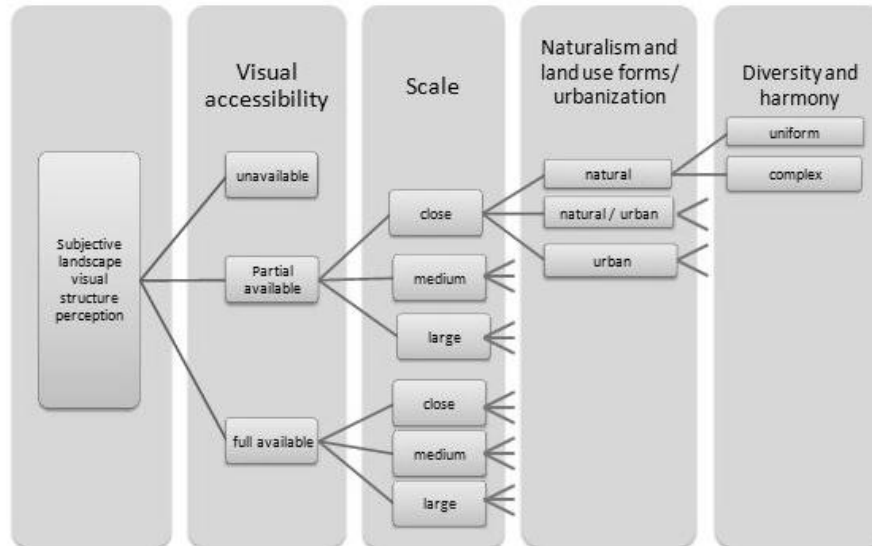 Subjective
landscape
visual
structure
perception
Visual
accessibility
unavailable
Partial
available
full available
Scale
close
medium
large
close
medium
large
Naturalism and
land use forms/
urbanization
natural
natural / urban
urban
Diversity and
harmony
uniform
complex